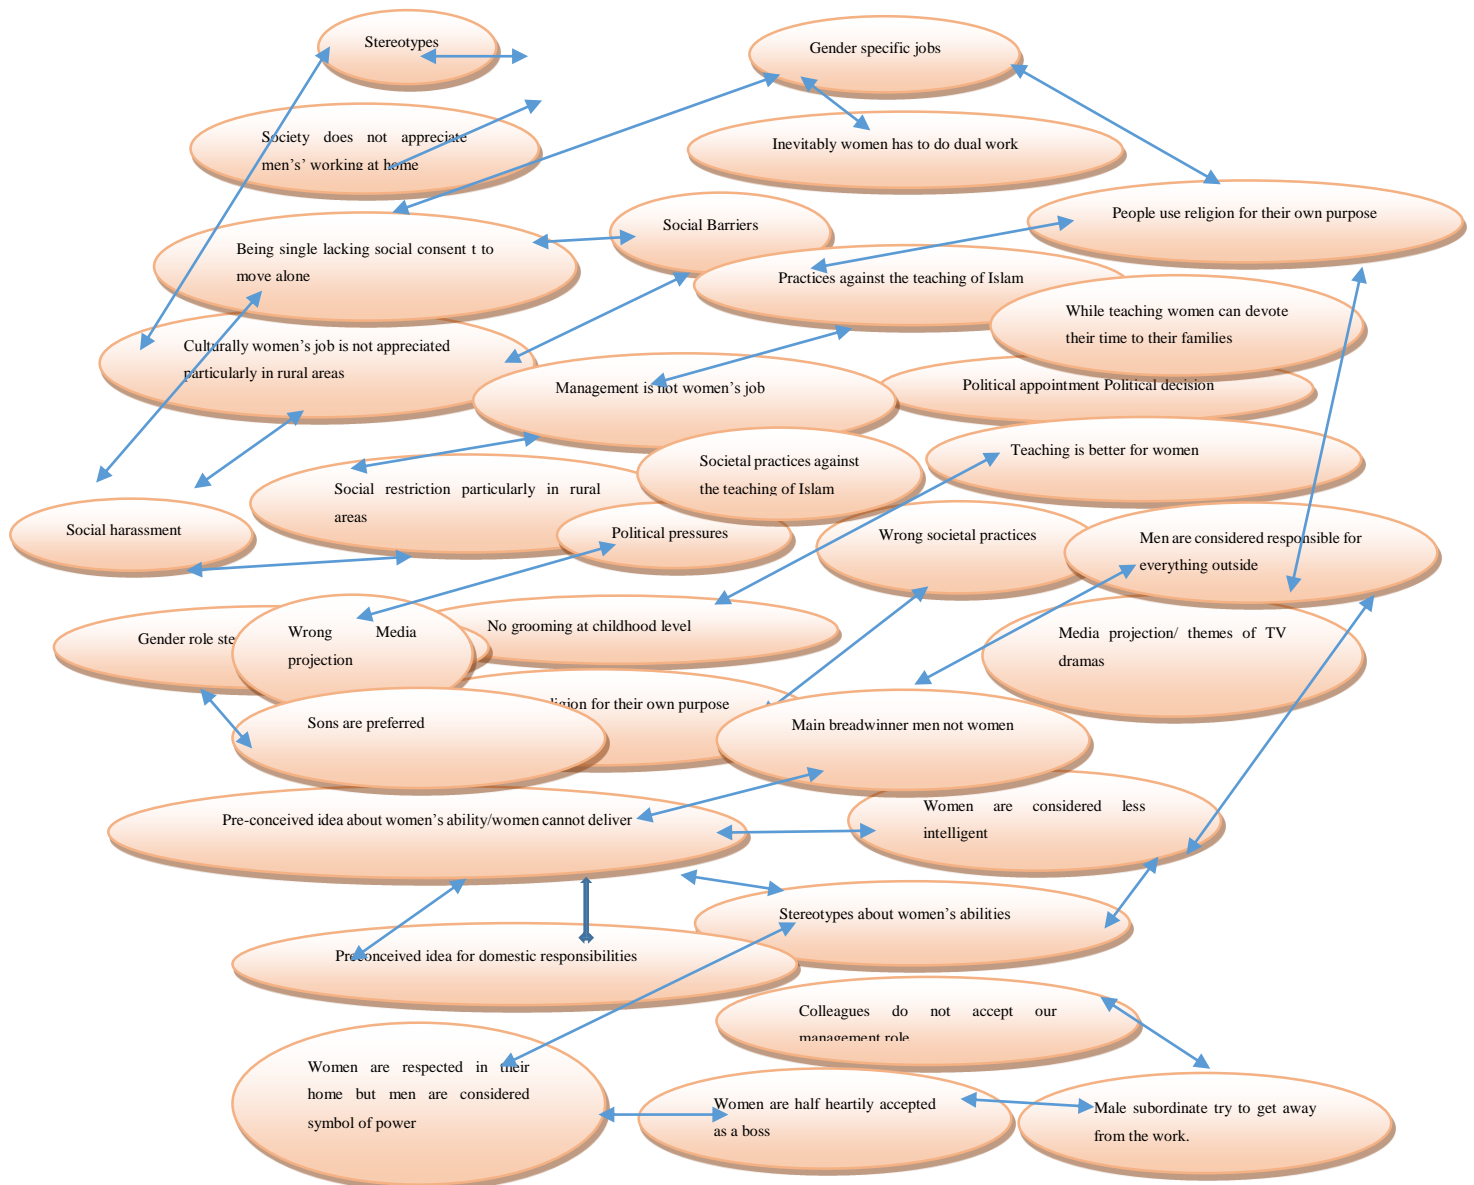 Stereotypes
Gender specific jobs
Society does not appreciate
men's' working at home
Inevitably women has to do dual work
People use religion for their own purpose
Social Barriers
Being single lacking social consent t to
move alone
Practices against the teaching of Islam
While teaching women can devote
their time to their families
Culturally women's job is not appreciated
particularly in rural areas
Management is not women's job
Political appointment Political decision
Teaching is better for women
Societal practices against
the teaching of Islam
Social restriction particularly in rural
areas
Social harassment
Political pressures
Wrong societal practices
Men are considered responsible for
everything outside
Gender role ste
Wrong Media
projection
No grooming at childhood level
Media projection/ themes of TV
dramas
for their own purpose
Sons are preferred
Main breadwinner men not women
Women are considered less
intelligent
Pre-conceived idea about women's ability/women cannot deliver
Stereotypes about women's abilities
Preconceived idea for domestic responsibilities
Colleagues do not accept our
management role
Women are respected in their
home but men are considered
symbol of power
Women are half heartily accepted
as a boss
Male subordinate try to get away
from the work.